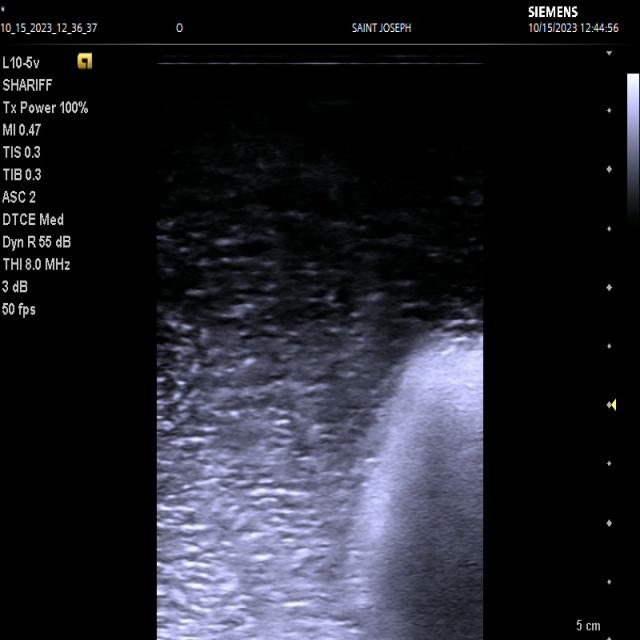 *
SIEMENS
10_15_2023_12_36_37 O SAINT JOSEPH 10/15/2023 12:44:56
L10-5v
SHARIFF
Tx Power 100%
MI 0.47
TIS 0.3
TIB 0.3
ASC 2
DTCE Med
Dyn R 55 dB
THI 8.0 MHz
3 dB
50 fps
5 cm